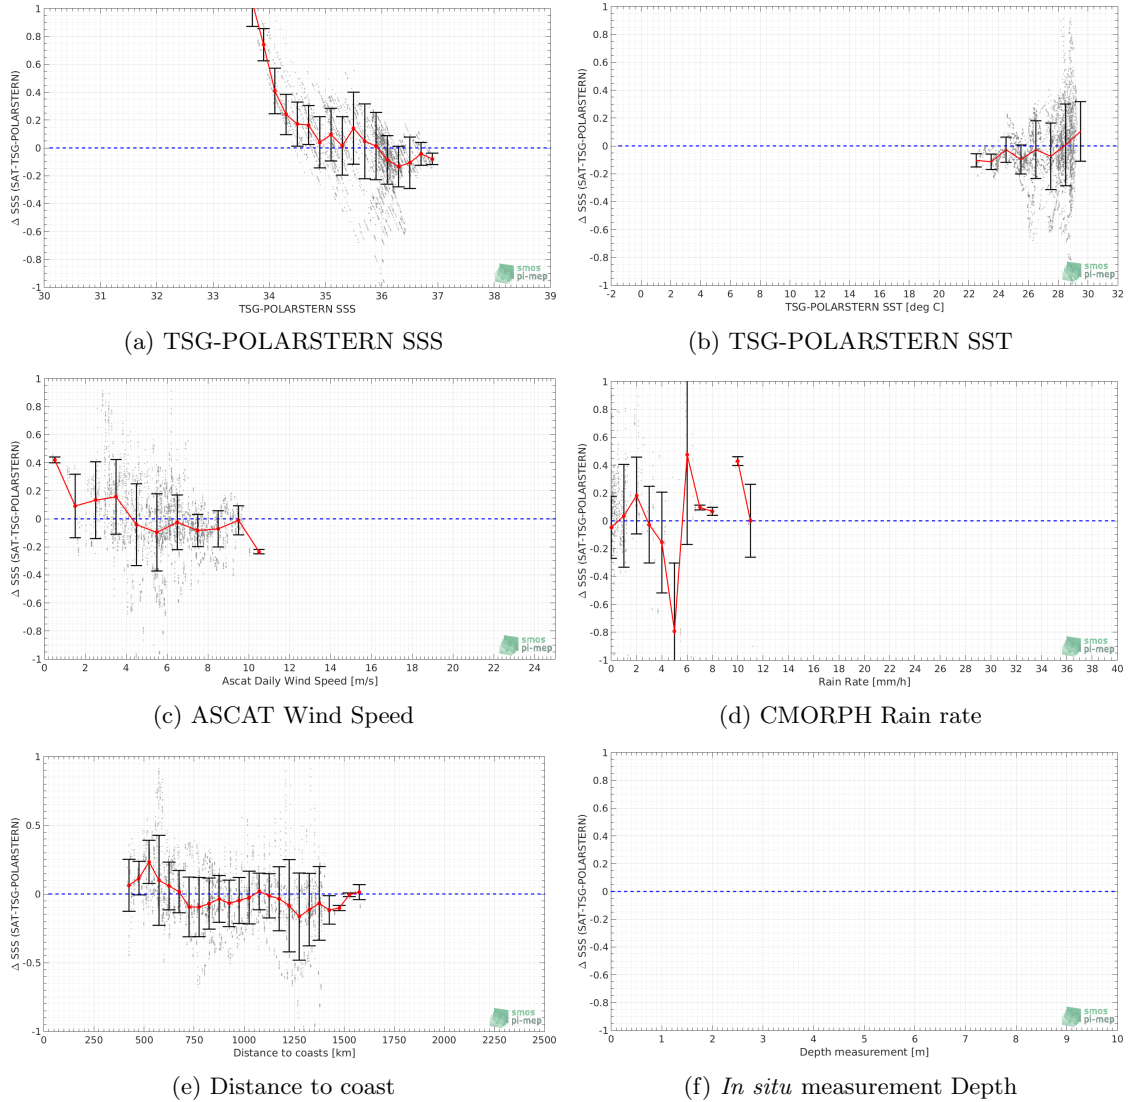 1
0.8
0.6
0.4
0.2
0
-0.2
-0.4
-0.6
-0.8
-1
Δ SSS (SAT-TSG-POLARSTERN)
30 31 32 33 34 35 36 37 38 39
TSG-POLARSTERN SSS
smos
pi-mep
(a) TSG-POLARSTERN SSS
1
0.8
0.6
0.4
0.2
0
-0.2
-0.4
-0.6
-0.8
-1
Δ SSS (SAT-TSG-POLARSTERN)
-2 0 2 4 6 8 10 12 14 16 18 20 22 24 26 28 30 32
TSG-POLARSTERN SST [deg C]
smos
pi-mep
(b) TSG-POLARSTERN SST
1
0.8
0.6
0.4
0.2
0
-0.2
-0.4
-0.6
-0.8
-1
Δ SSS (SAT-TSG-POLARSTERN)
0 2 4 6 8 10 12 14 16 18 20 22 24
Ascat Daily Wind Speed [m/s]
smos
pi-mep
(c) ASCAT Wind Speed
1
0.8
0.6
0.4
0.2
0
-0.2
-0.4
-0.6
-0.8
-1
Δ SSS (SAT-TSG-POLARSTERN)
0 2 4 6 8 10 12 14 16 18 20 22 24 26 28 30 32 34 36 38 40
Rain Rate [mm/h]
smos
pi-mep
(d) CMORPH Rain rate
1
0.5
0
-0.5
-1
Δ SSS (SAT-TSG-POLARSTERN)
0 250 500 750 1000 1250 1500 1750 2000 2250 2500
Distance to coasts [km]
smos
pi-mep
(e) Distance to coast
1
0.8
0.6
0.4
0.2
0
-0.2
-0.4
-0.6
-0.8
-1
Δ SSS (SAT-TSG-POLARSTERN)
0 1 2 3 4 5 6 7 8 9 10
Depth measurement [m]
smos
pi-mep
(f) In situ measurement Depth